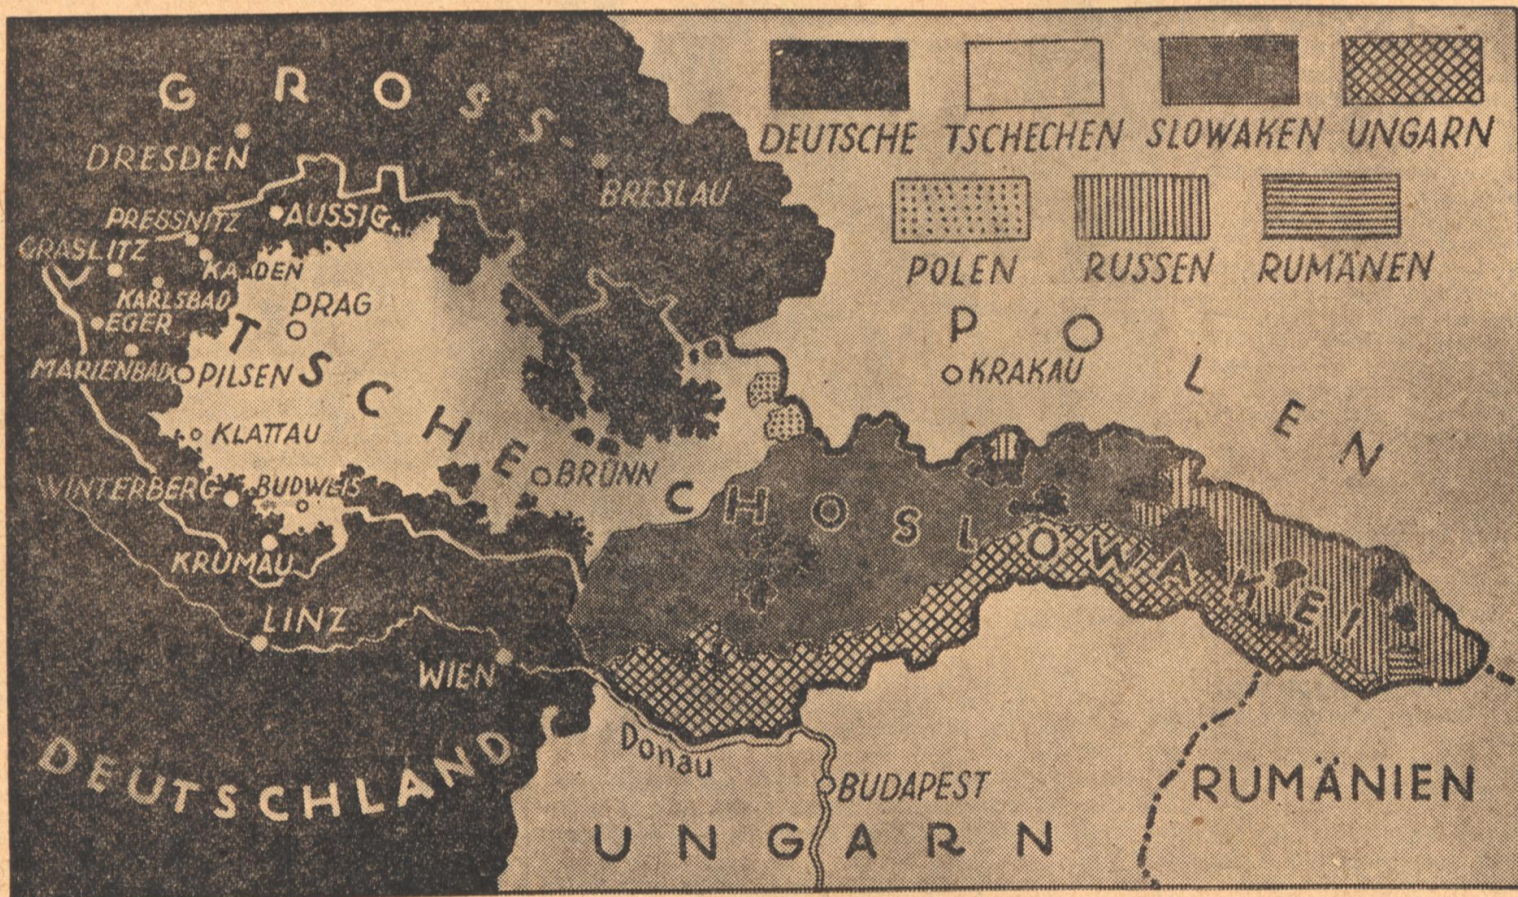 GROSS-
DEUTSCHE TSCHECHEN SLOWAKEN UNGARN
POLEN RUSSEN RUMÄNEN
DRESDEN
BRESLAU
PRESSNITZ
AUSSIG
GRASLITZ
KAADEN
KARLSBAD
EGER
PRAG
MARIENBAD
PILSEN
KLATTAU
WINTERBERG
BUDWEIS
KRUMAU
BRÜNN
TSCHECHOSLOWAKEI
POLEN
KRAKAU
LINZ
WIEN
DEUTSCHLAND
Donau
BUDAPEST
UNGARN
RUMÄNIEN